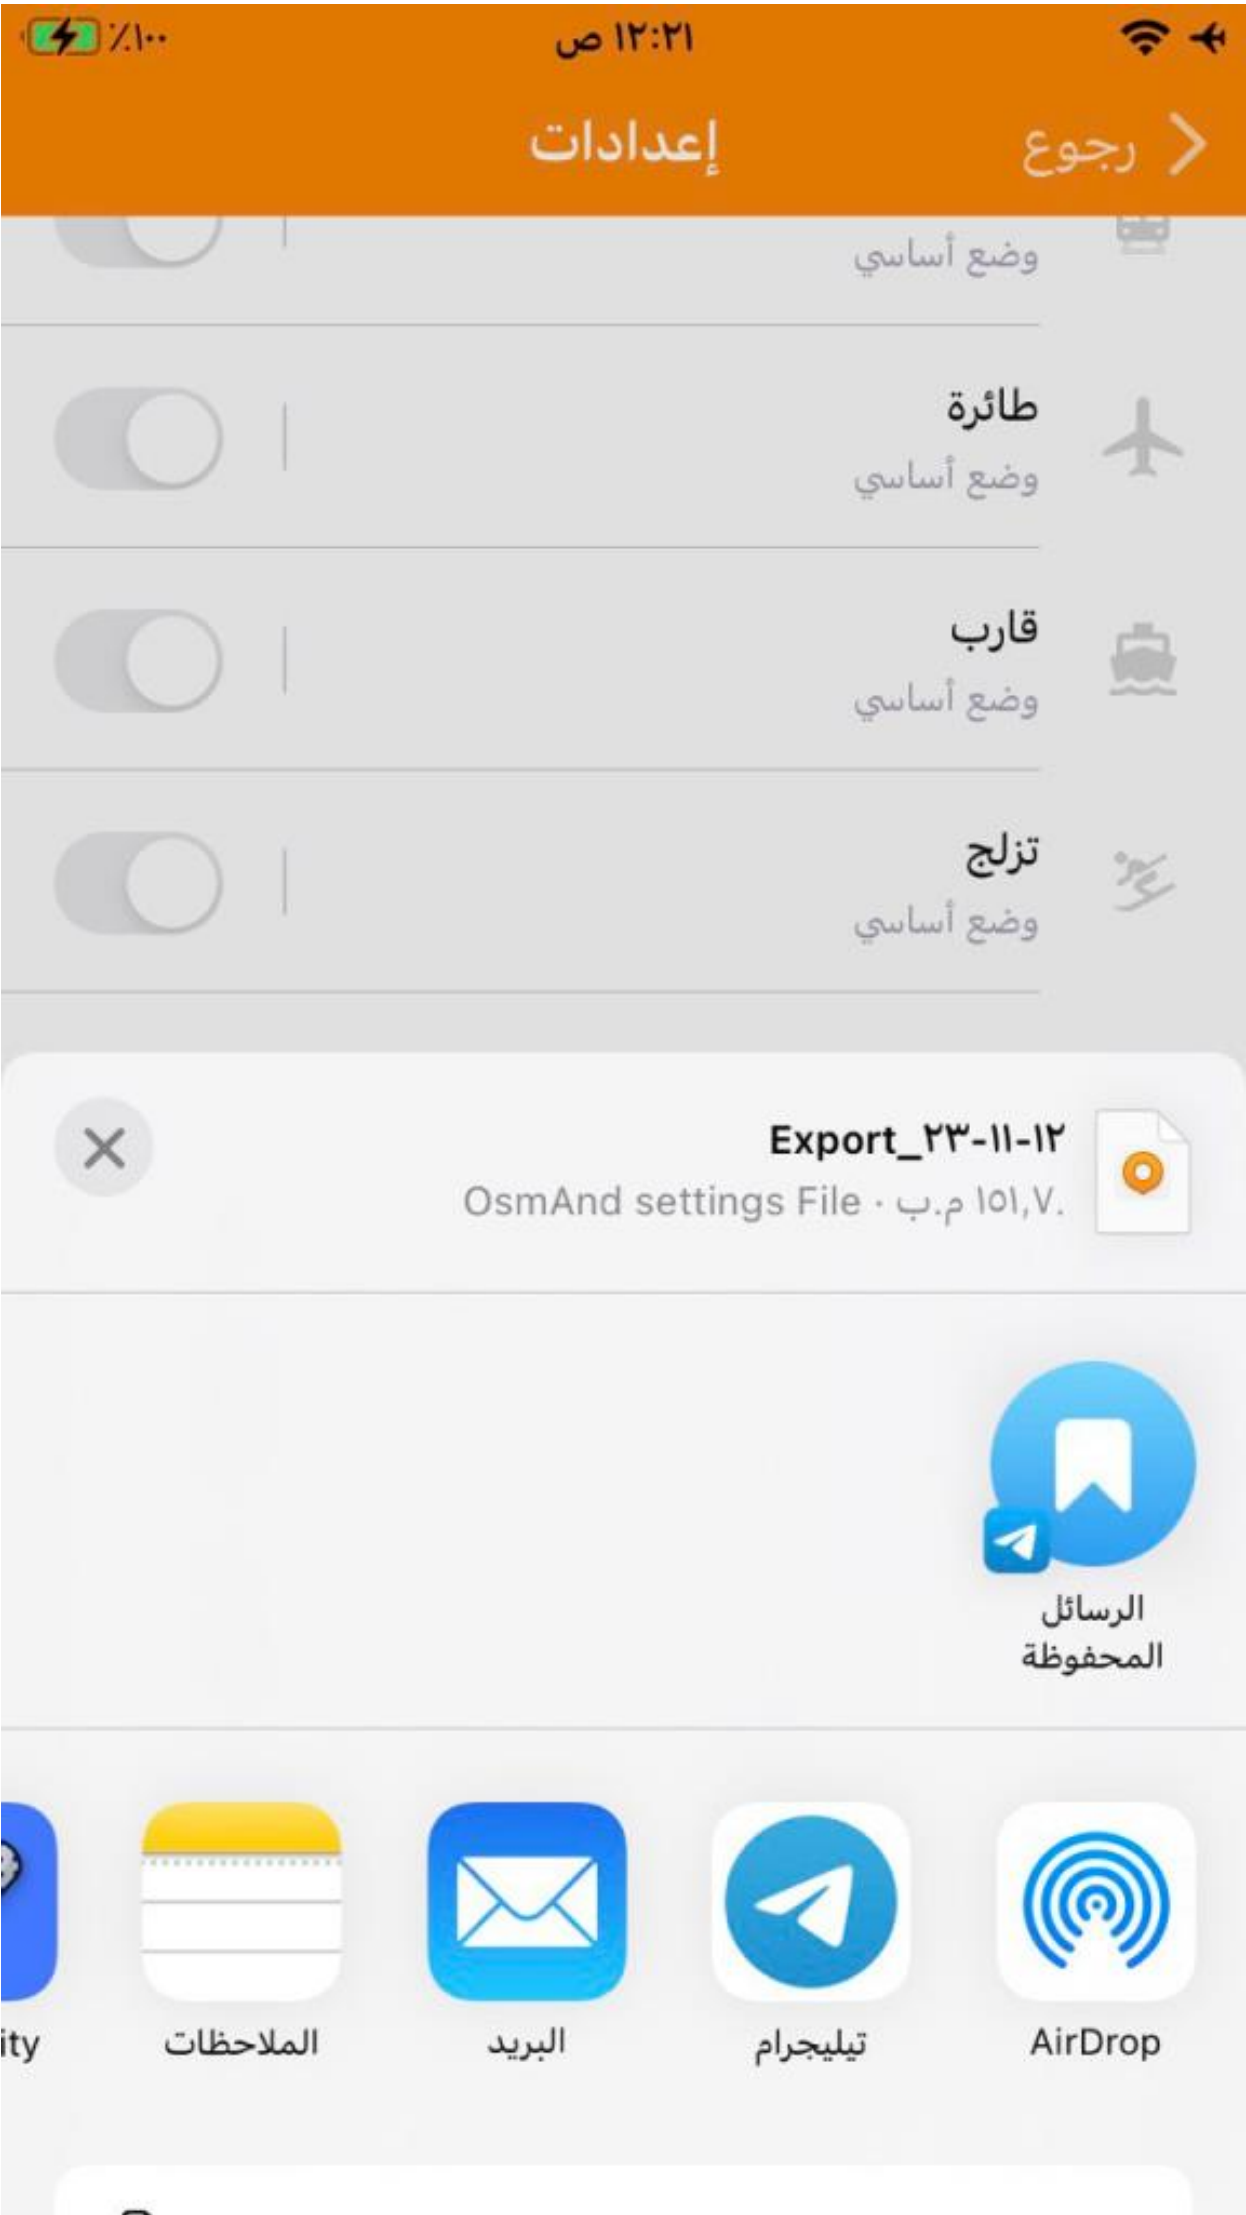 ٪١٠٠
١٢:٢١ ص
رجوع
إعدادات
وضع أساسي
طائرة
وضع أساسي
قارب
وضع أساسي
تزلج
وضع أساسي
Export_٢٣-١١-١٢
OsmAnd settings File · ١٥١,٧ م.ب.
الرسائل
المحفوظة
AirDrop
تيليجرام
البريد
الملاحظات
ity